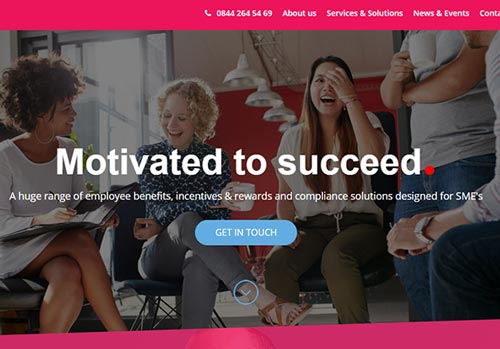 0844 264 54 69 About us Services & Solutions News & Events Conta
Motivated to succeed.
A huge range of employee benefits, incentives & rewards and compliance solutions designed for SME's
GET IN TOUCH